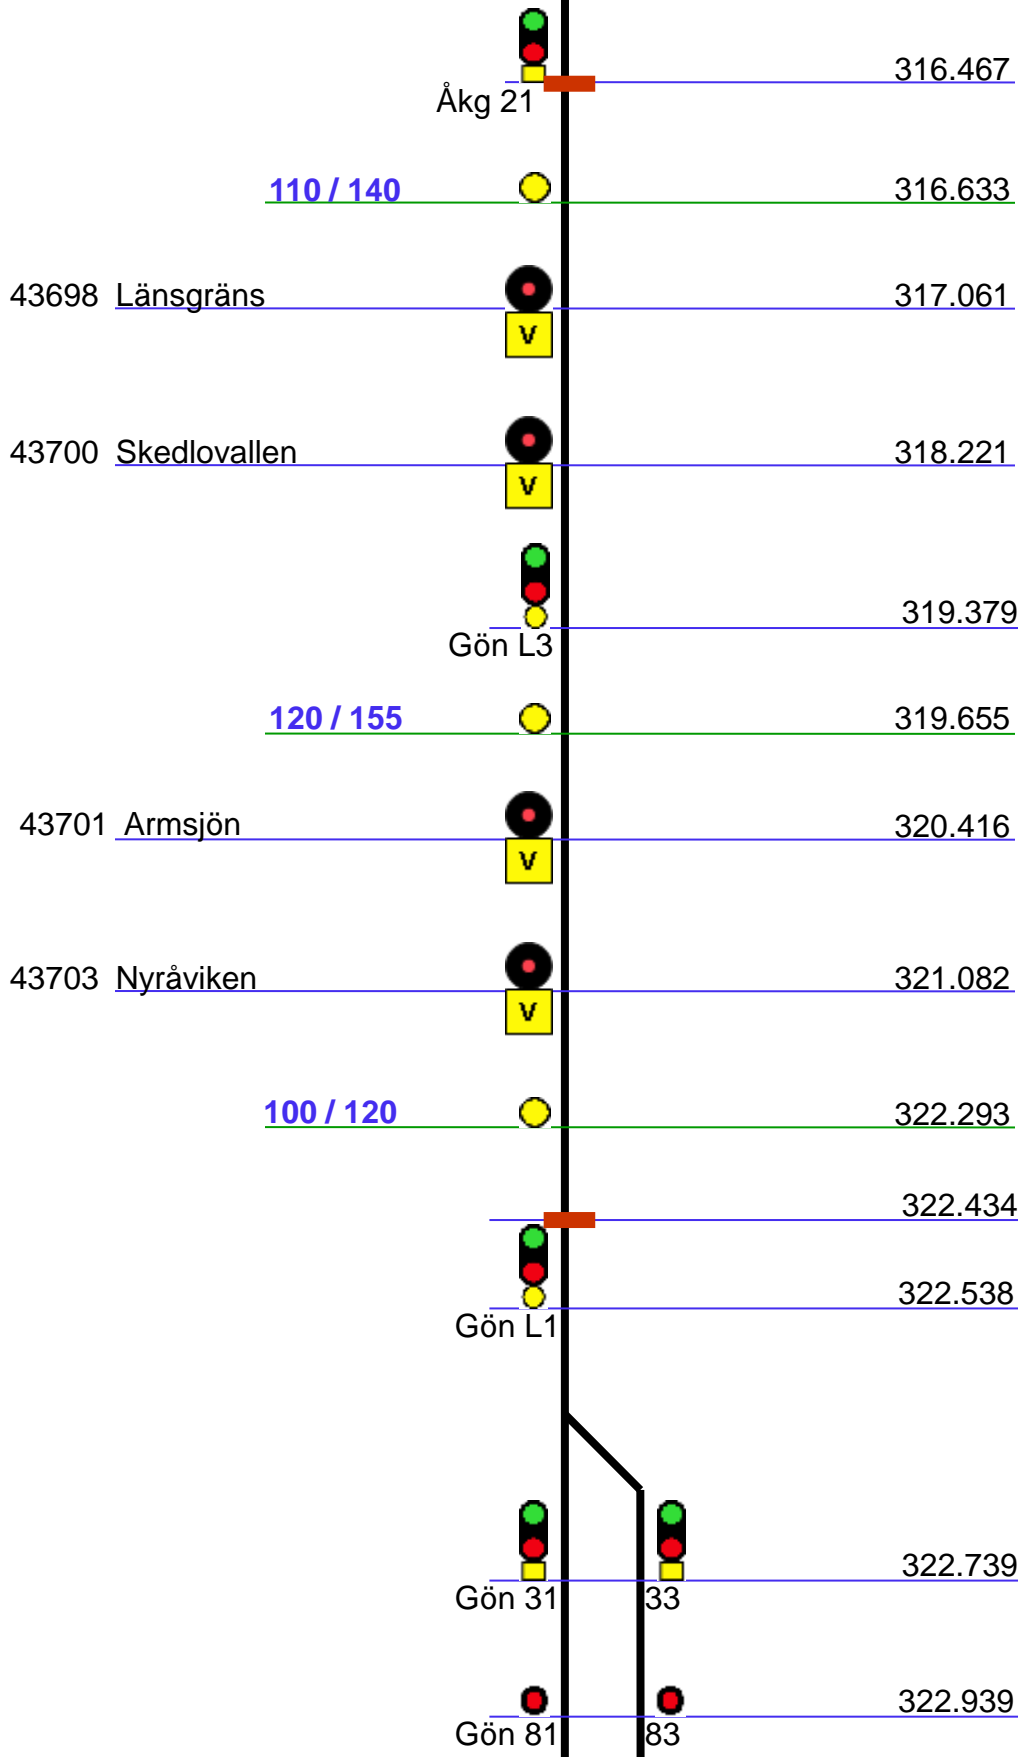 316.467
Åkg 21
110 / 140 316.633
43698 Länsgräns 317.061
V
43700 Skedlovallen 318.221
V
319.379
Gön L3
120 / 155 319.655
43701 Armsjön 320.416
V
43703 Nyråviken 321.082
V
100 / 120 322.293
322.434
322.538
Gön L1
322.739
Gön 31 33
322.939
Gön 81 83